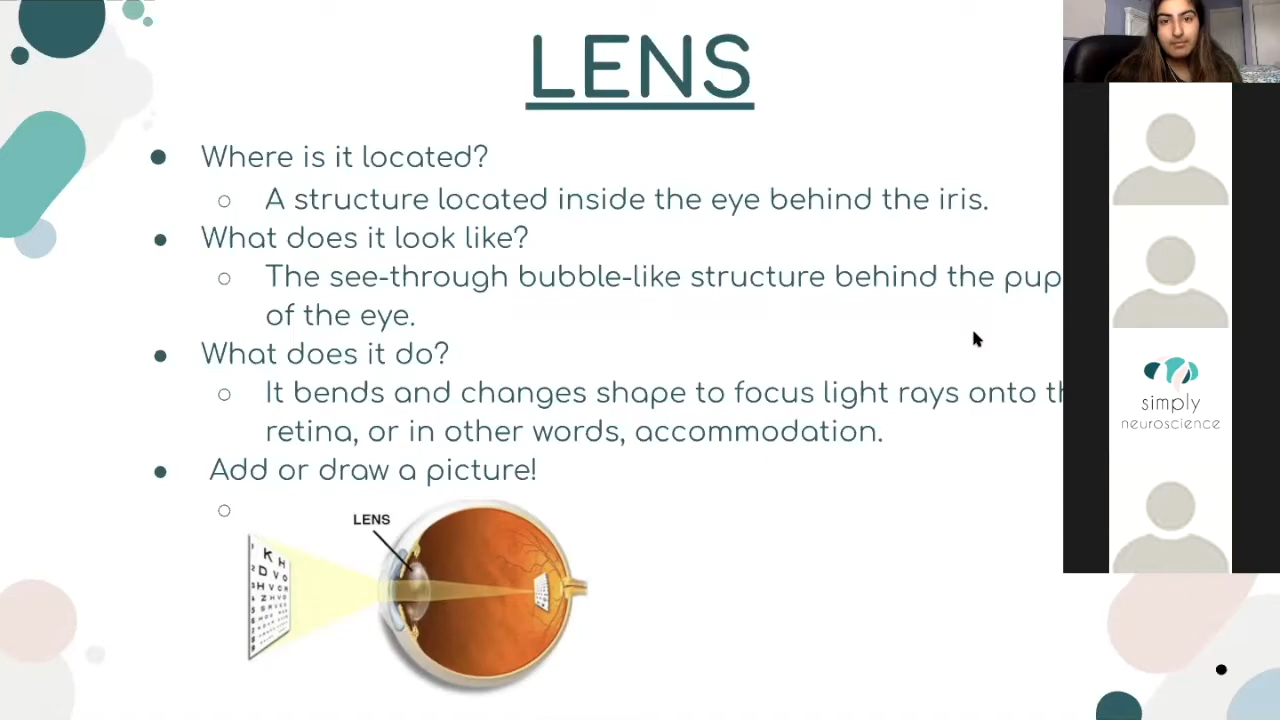 LENS
Where is it located?
A structure located inside the eye behind the iris.
What does it look like?
The see-through bubble-like structure behind the pup
of the eye.
What does it do?
It bends and changes shape to focus light rays onto
retina, or in other words, accommodation.
Add or draw a picture!
LENS
K H
D V O
simply
neuroscience